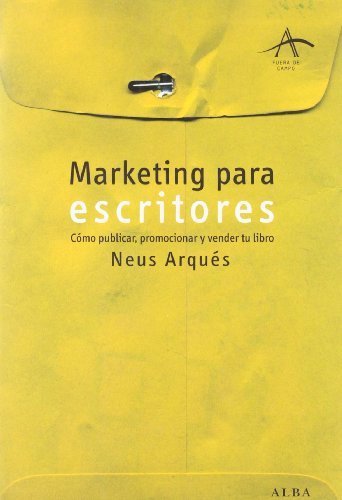 FUERA DE
CAMPO
Marketing para
escritores
Cómo publicar, promocionar y vender tu libro
Neus Arqués
ALBA